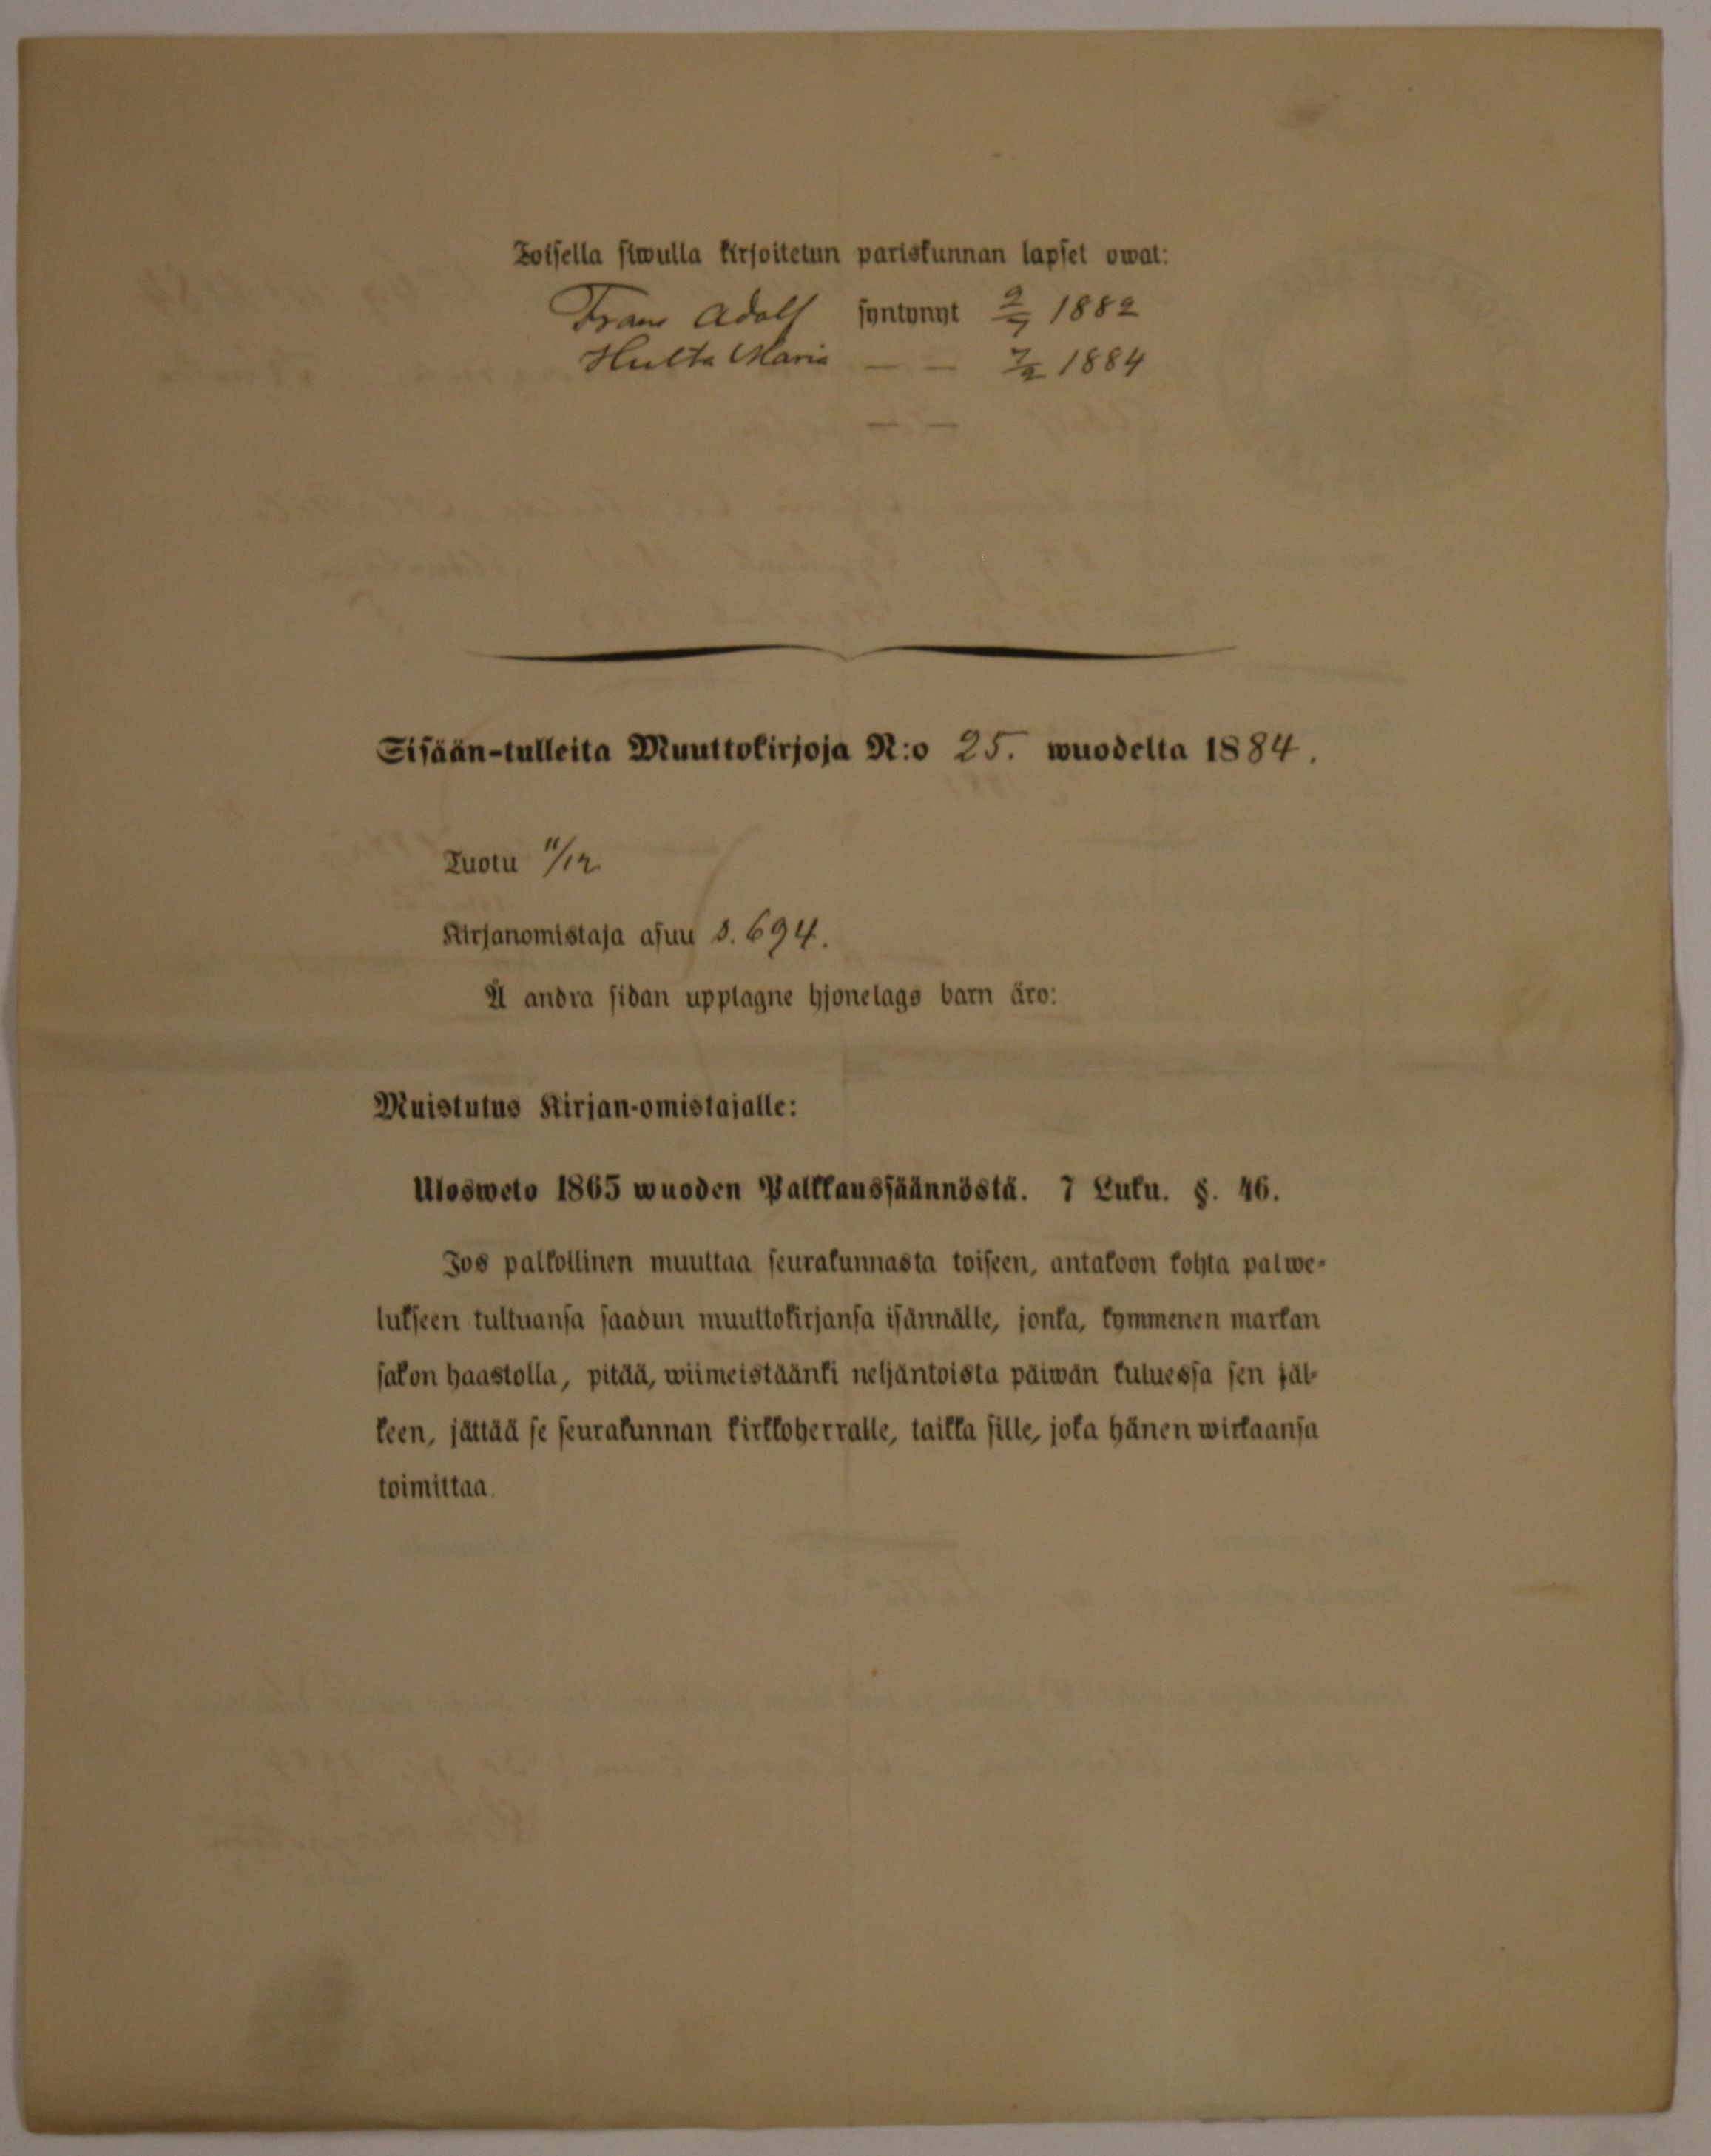 Toisella siwulla kirjoitetun pariskunnan lapset owat:
Frans Adolf syntynyt 9/7 1882
Hulta Maria — — 7/2 1884
— —
Sisään-tulleita Muuttokirjoja N:o 25. wuodelta 1884.
Tuotu 11/12
Kirjanomistaja asuu s. 694.
Å andra sidan upptagne hjonelags barn äro:
Muistutus Kirjan-omistajalle:
Ulosweto 1865 wuoden Palkkaussäännöstä. 7 Luku. §. 46.
Jos palkollinen muuttaa seurakunnasta toiseen, antakoon kohta palwe-
lukseen tultuansa saadun muuttokirjansa isännälle, jonka, kymmenen markan
sakon haastolla, pitää, wiimeistäänki neljäntoista päiwän kuluessa sen jäl-
keen, jättää se seurakunnan kirkkoherralle, taikka sille, joka hänen wirkaansa
toimittaa.